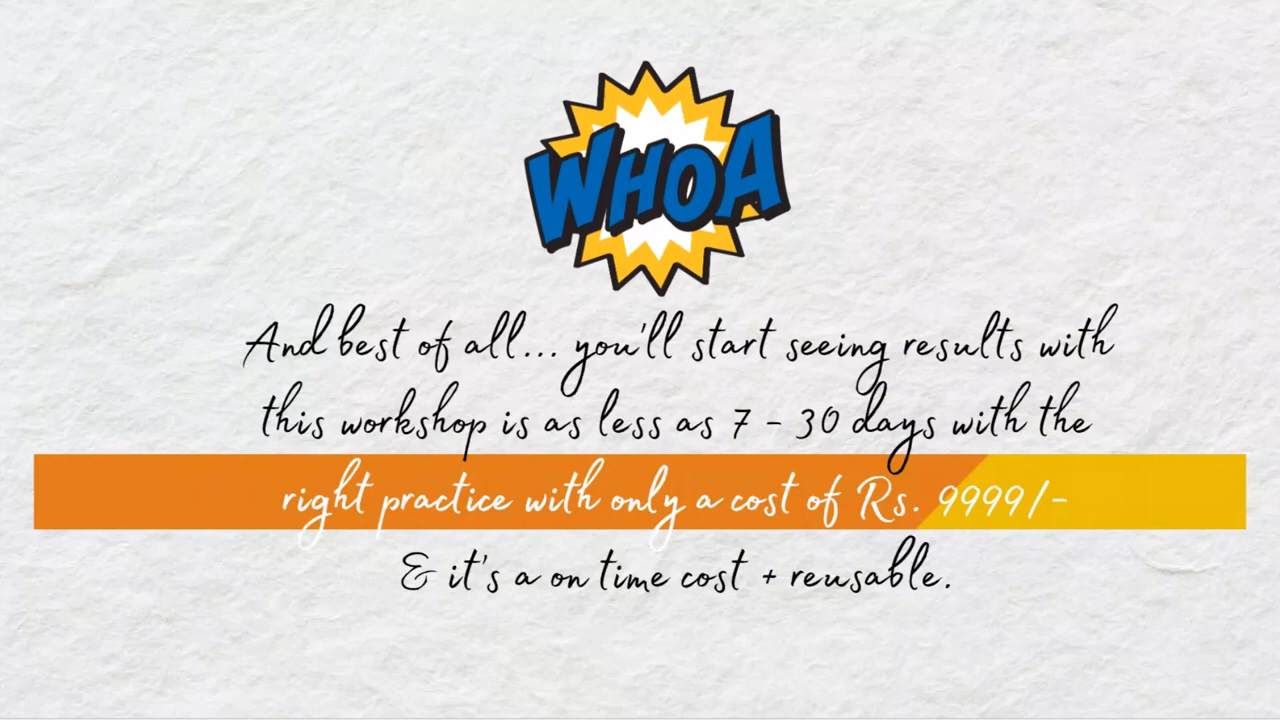 WHOA
And best of all... you'll start seeing results with
this workshop is as less as 7 - 30 days with the
right practice with only a cost of Rs. 9999/-
& it's a on time cost + reusable.